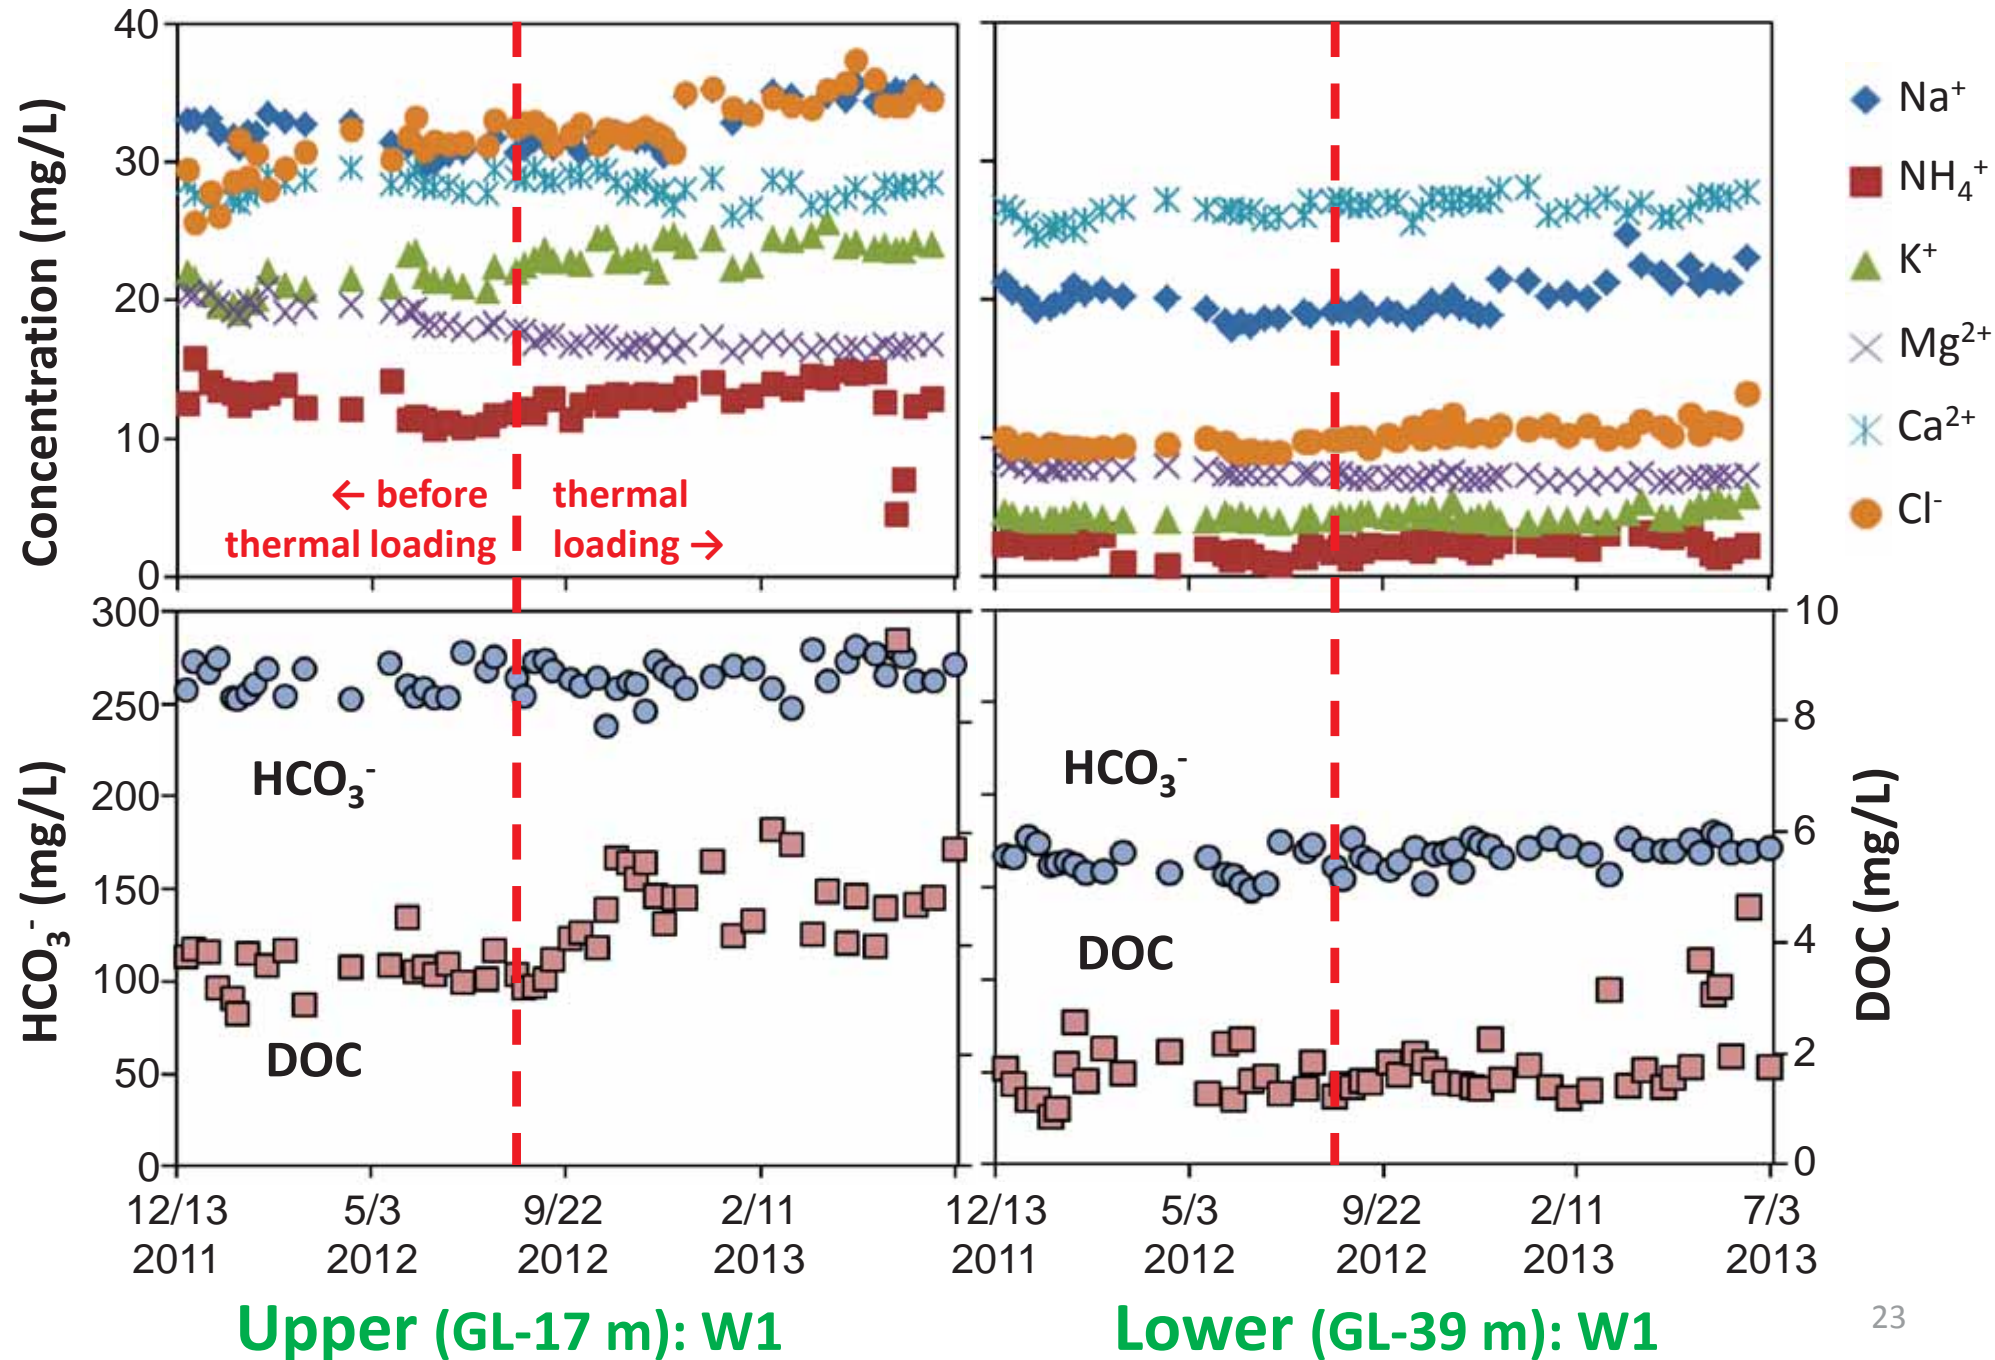 Concentration (mg/L)
40
30
20
10
0
← before
thermal loading
thermal
loading →
Na⁺
NH₄⁺
K⁺
Mg²⁺
Ca²⁺
Cl⁻
HCO₃⁻ (mg/L)
300
250
200
150
100
50
0
HCO₃⁻
DOC
HCO₃⁻
DOC
10
8
6
4
2
0
DOC (mg/L)
12/13 5/3 9/22 2/11 12/13 5/3 9/22 2/11 7/3
2011 2012 2012 2013 2011 2012 2012 2013 2013
Upper (GL-17 m): W1
Lower (GL-39 m): W1
23